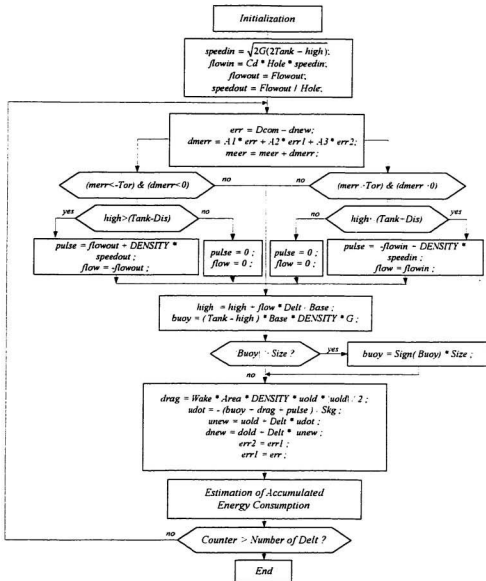 Initialization
speedin = √2G(2Tank - high);
flowin = Cd * Hole * speedin;
flowout = Flowout;
speedout = Flowout / Hole;
err = Dcom - dnew;
dmerr = A1 * err + A2 * err1 + A3 * err2;
meer = meer + dmerr;
(merr<-Tor) & (dmerr<0)
no
no
(merr Tor) & (dmerr 0)
yes
high>(Tank-Dis)
no
no
high (Tank-Dis)
yes
pulse = flowout + DENSITY *
speedout;
flow = -flowout;
pulse = 0;
flow = 0;
pulse = 0;
flow = 0;
pulse = -flowin - DENSITY *
speedin;
flow = flowin;
high = high + flow * Delt Base;
buoy = (Tank - high) * Base * DENSITY * G;
Buoy Size ?
yes
buoy = Sign(Buoy) * Size;
no
drag = Wake * Area * DENSITY * uold * uold 2;
udot = - (buoy - drag + pulse) Skg;
unew = uold + Delt * udot;
dnew = dold + Delt * unew;
err2 = err1;
err1 = err;
Estimation of Accumulated
Energy Consumption
no
Counter > Number of Delt ?
End